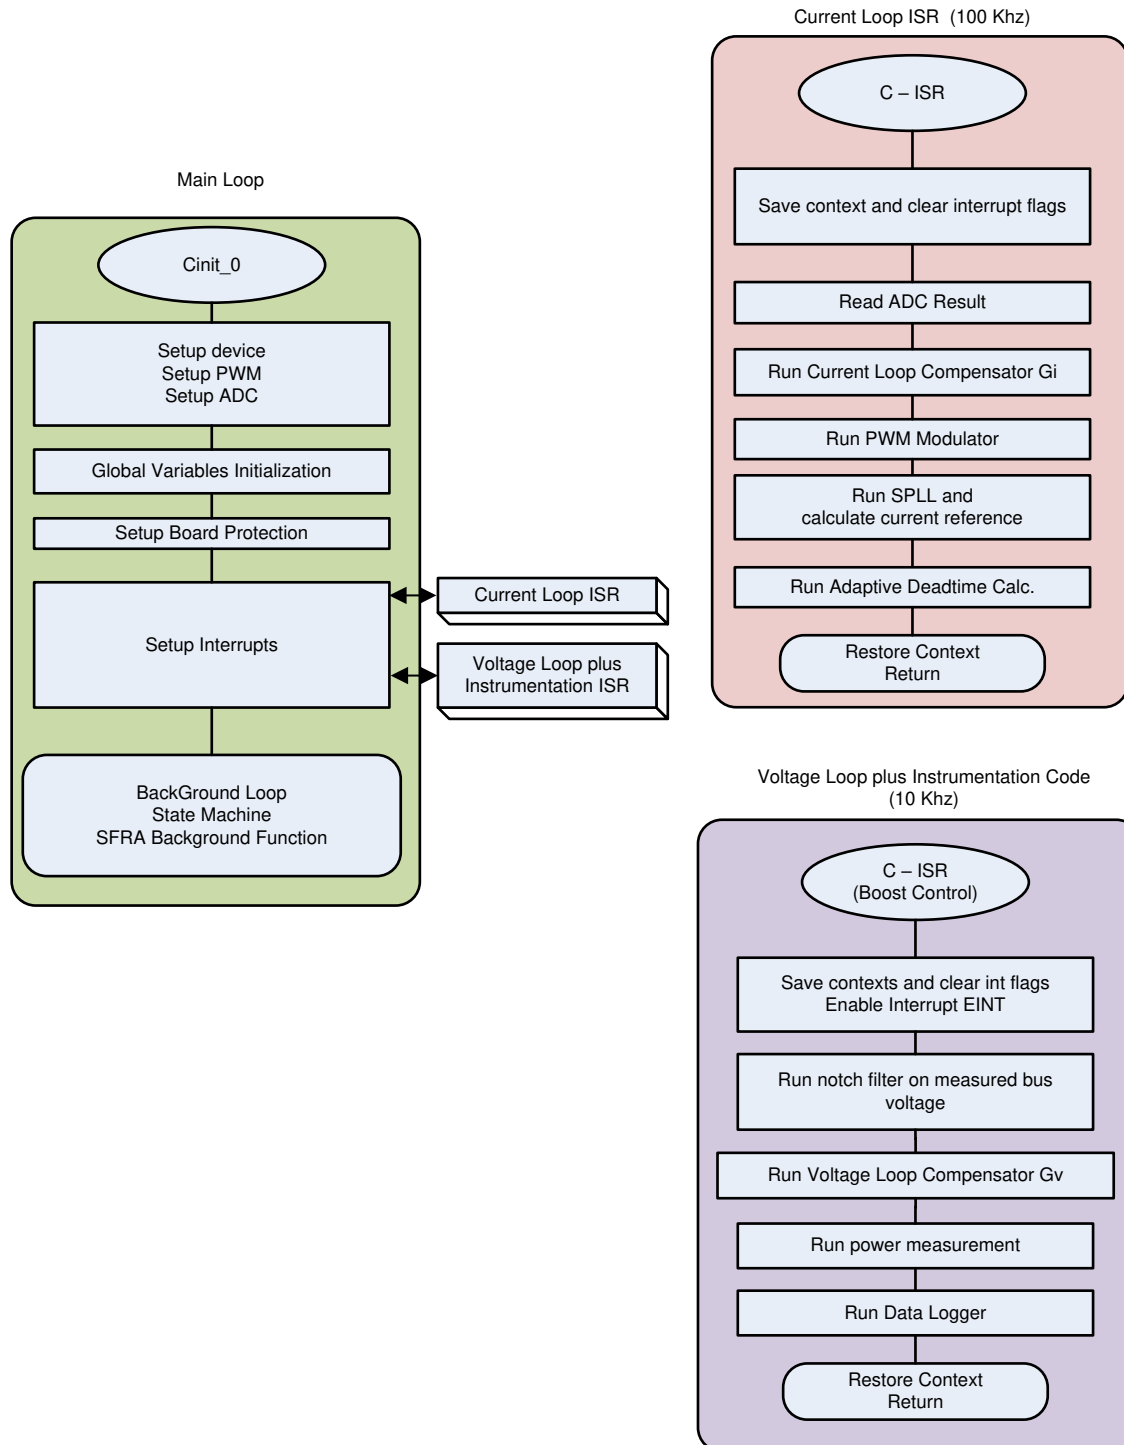 Main Loop
Cinit_0
Setup device
Setup PWM
Setup ADC
Global Variables Initialization
Setup Board Protection
Setup Interrupts
Current Loop ISR
Voltage Loop plus
Instrumentation ISR
BackGround Loop
State Machine
SFRA Background Function
Current Loop ISR (100 Khz)
C – ISR
Save context and clear interrupt flags
Read ADC Result
Run Current Loop Compensator Gi
Run PWM Modulator
Run SPLL and
calculate current reference
Run Adaptive Deadtime Calc.
Restore Context
Return
Voltage Loop plus Instrumentation Code
(10 Khz)
C – ISR
(Boost Control)
Save contexts and clear int flags
Enable Interrupt EINT
Run notch filter on measured bus
voltage
Run Voltage Loop Compensator Gv
Run power measurement
Run Data Logger
Restore Context
Return